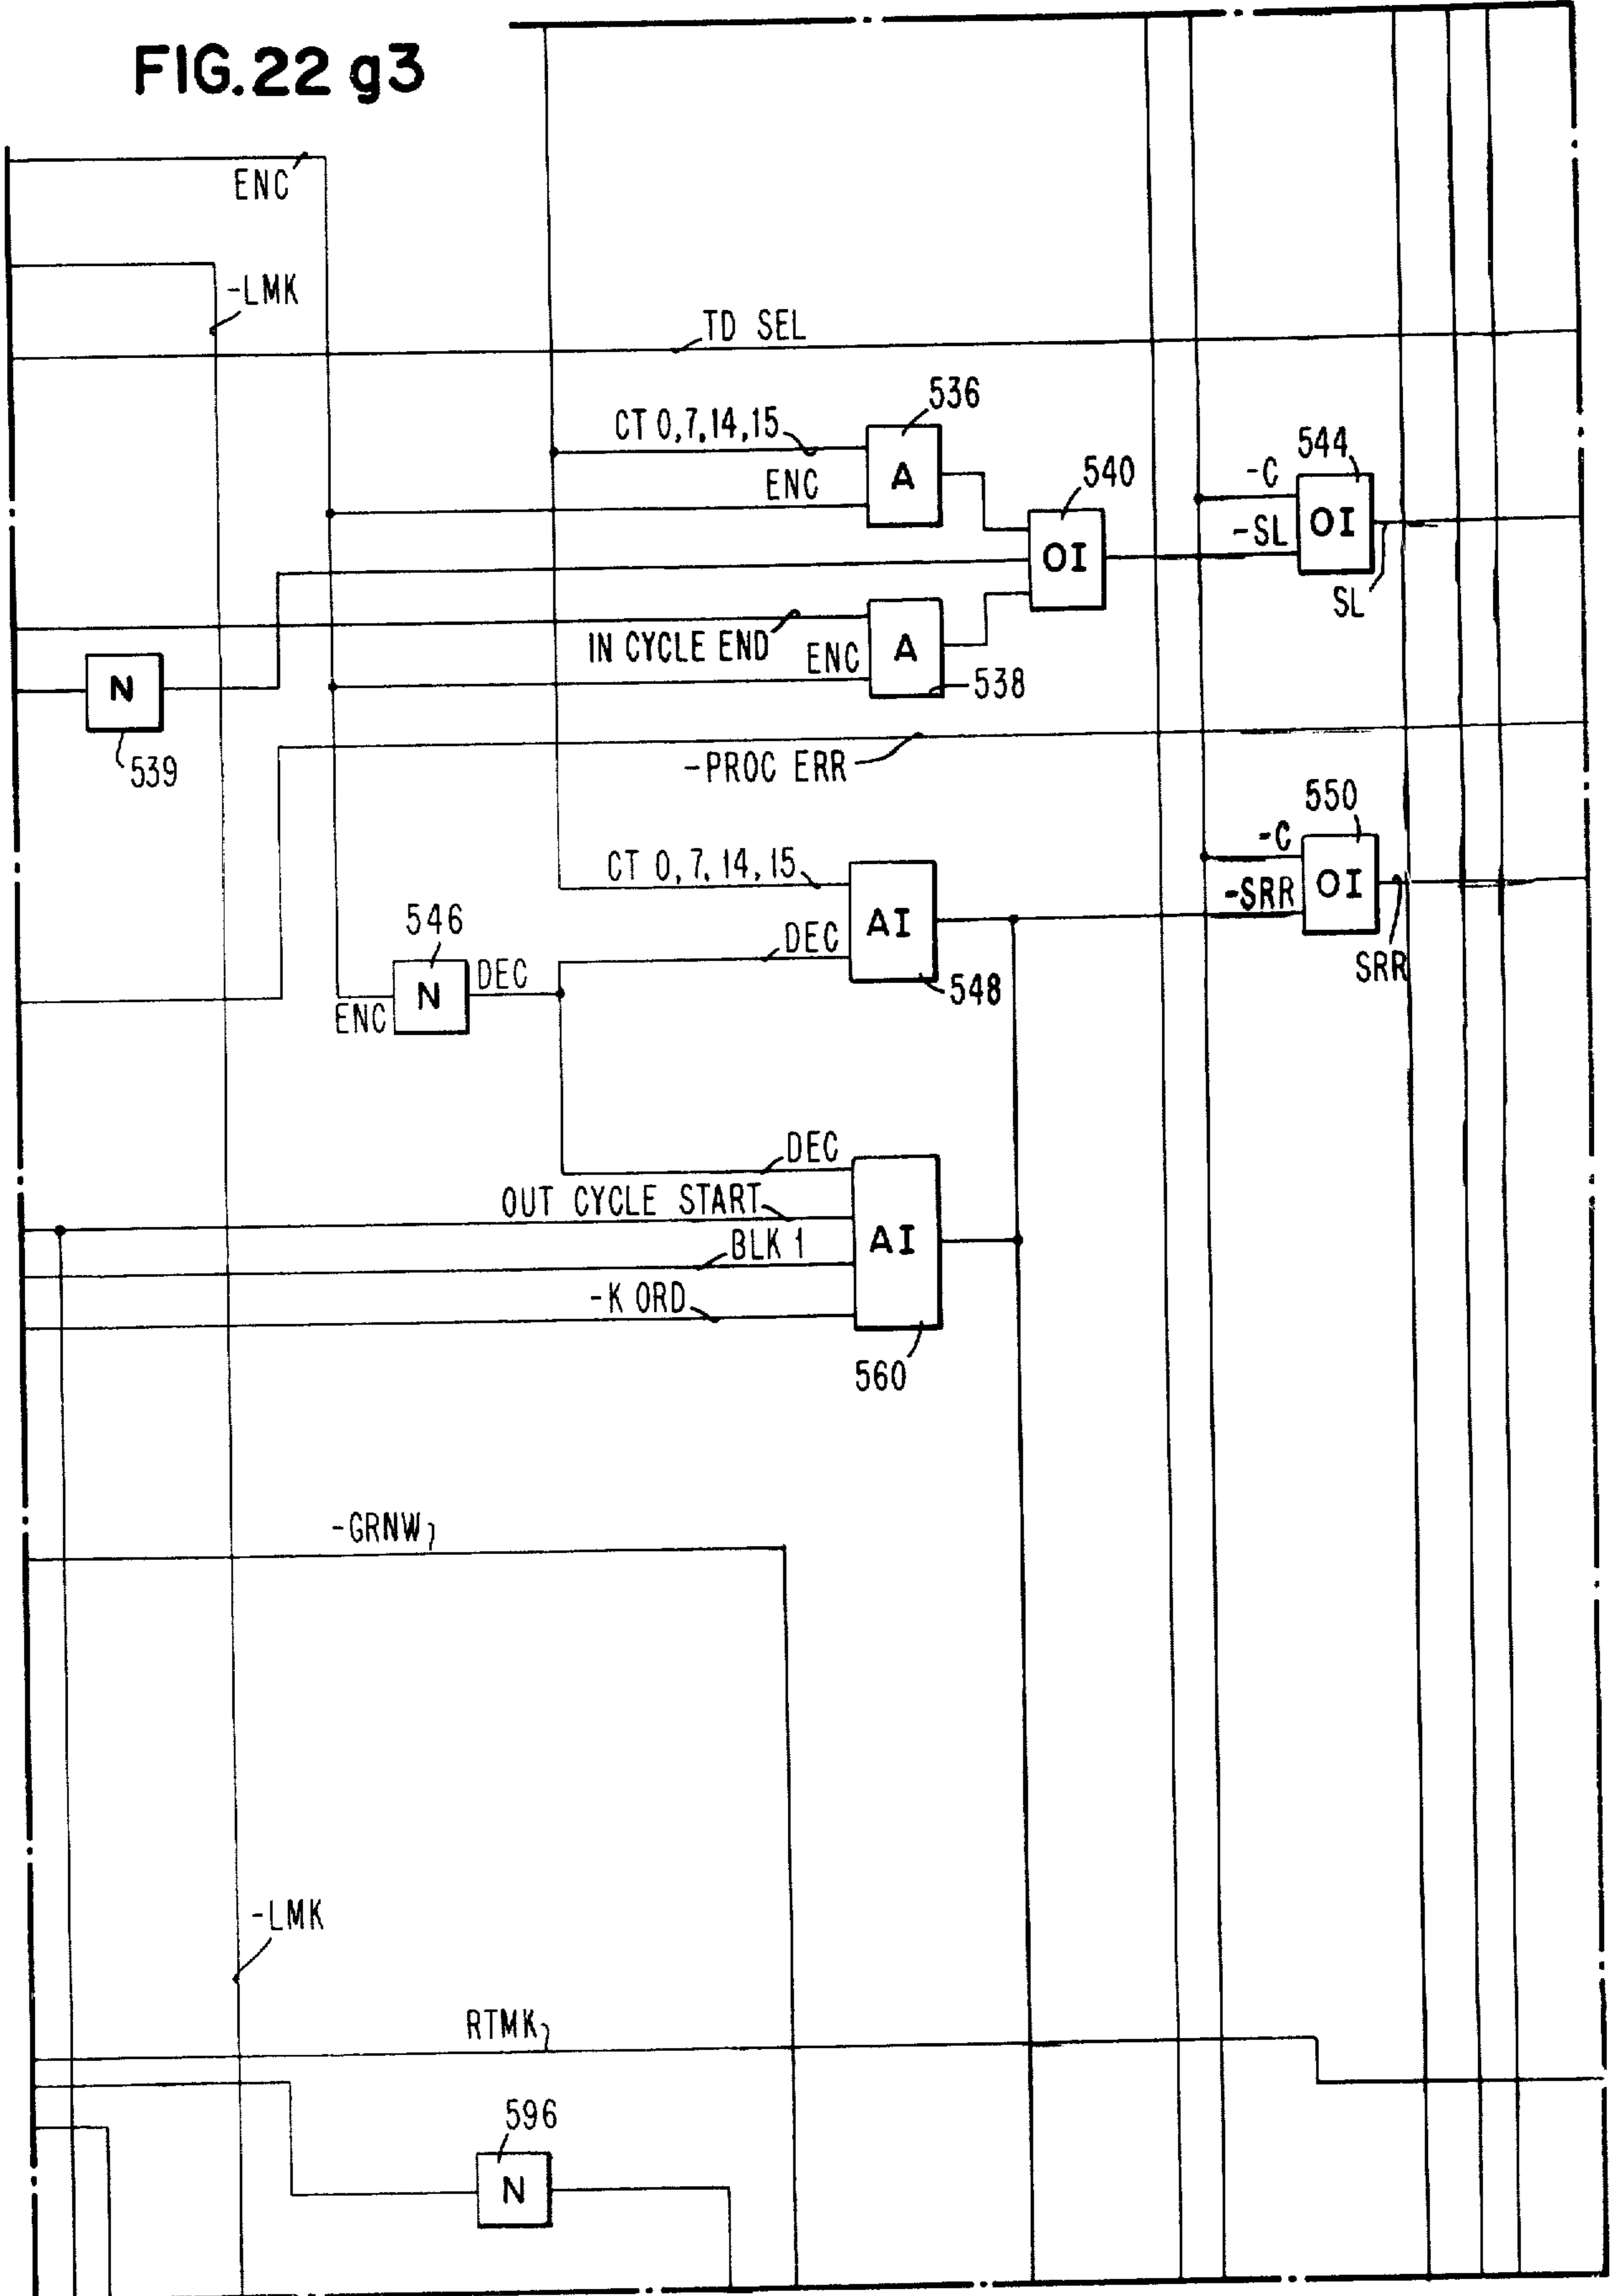 FIG.22 g3
ENC
-LMK
TD SEL
536
CT 0,7,14,15
A
ENC
540
544
-C
OI
-SL
OI
SL
IN CYCLE END
ENC
A
538
N
539
-PROC ERR
550
-C
OI
-SRR
SRR
CT 0,7,14,15
AI
DEC
548
546
DEC
N
ENC
DEC
OUT CYCLE START
BLK 1
AI
-K ORD
560
-GRNW
-LMK
RTMK
596
N